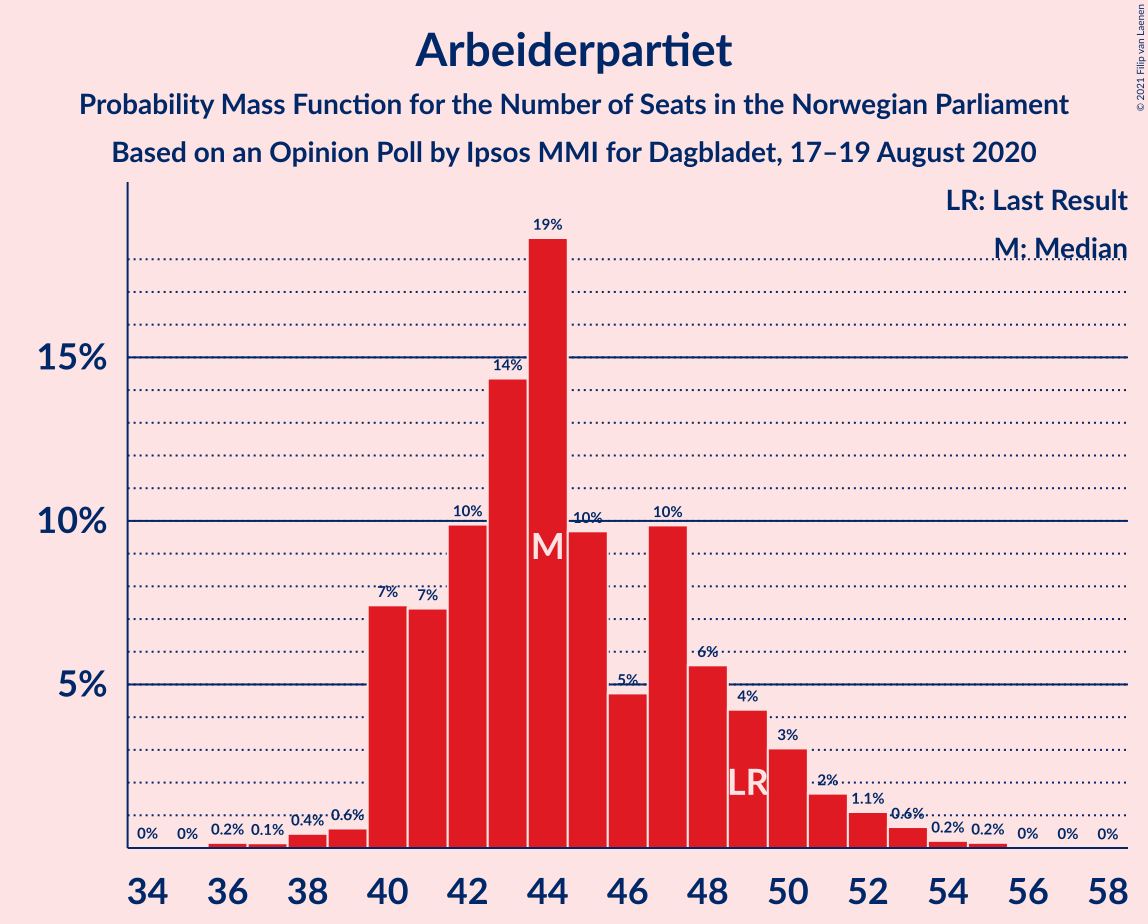 Arbeiderpartiet
Probability Mass Function for the Number of Seats in the Norwegian Parliament
Based on an Opinion Poll by Ipsos MMI for Dagbladet, 17–19 August 2020
© 2021 Filip van Laenen
LR: Last Result
M: Median
15%
10%
5%
0% 0% 0.2% 0.1% 0.4% 0.6% 7% 7% 10% 14% 19% 10% 5% 10% 6% 4% 3% 2% 1.1% 0.6% 0.2% 0.2% 0% 0% 0%
M
LR
34 36 38 40 42 44 46 48 50 52 54 56 58